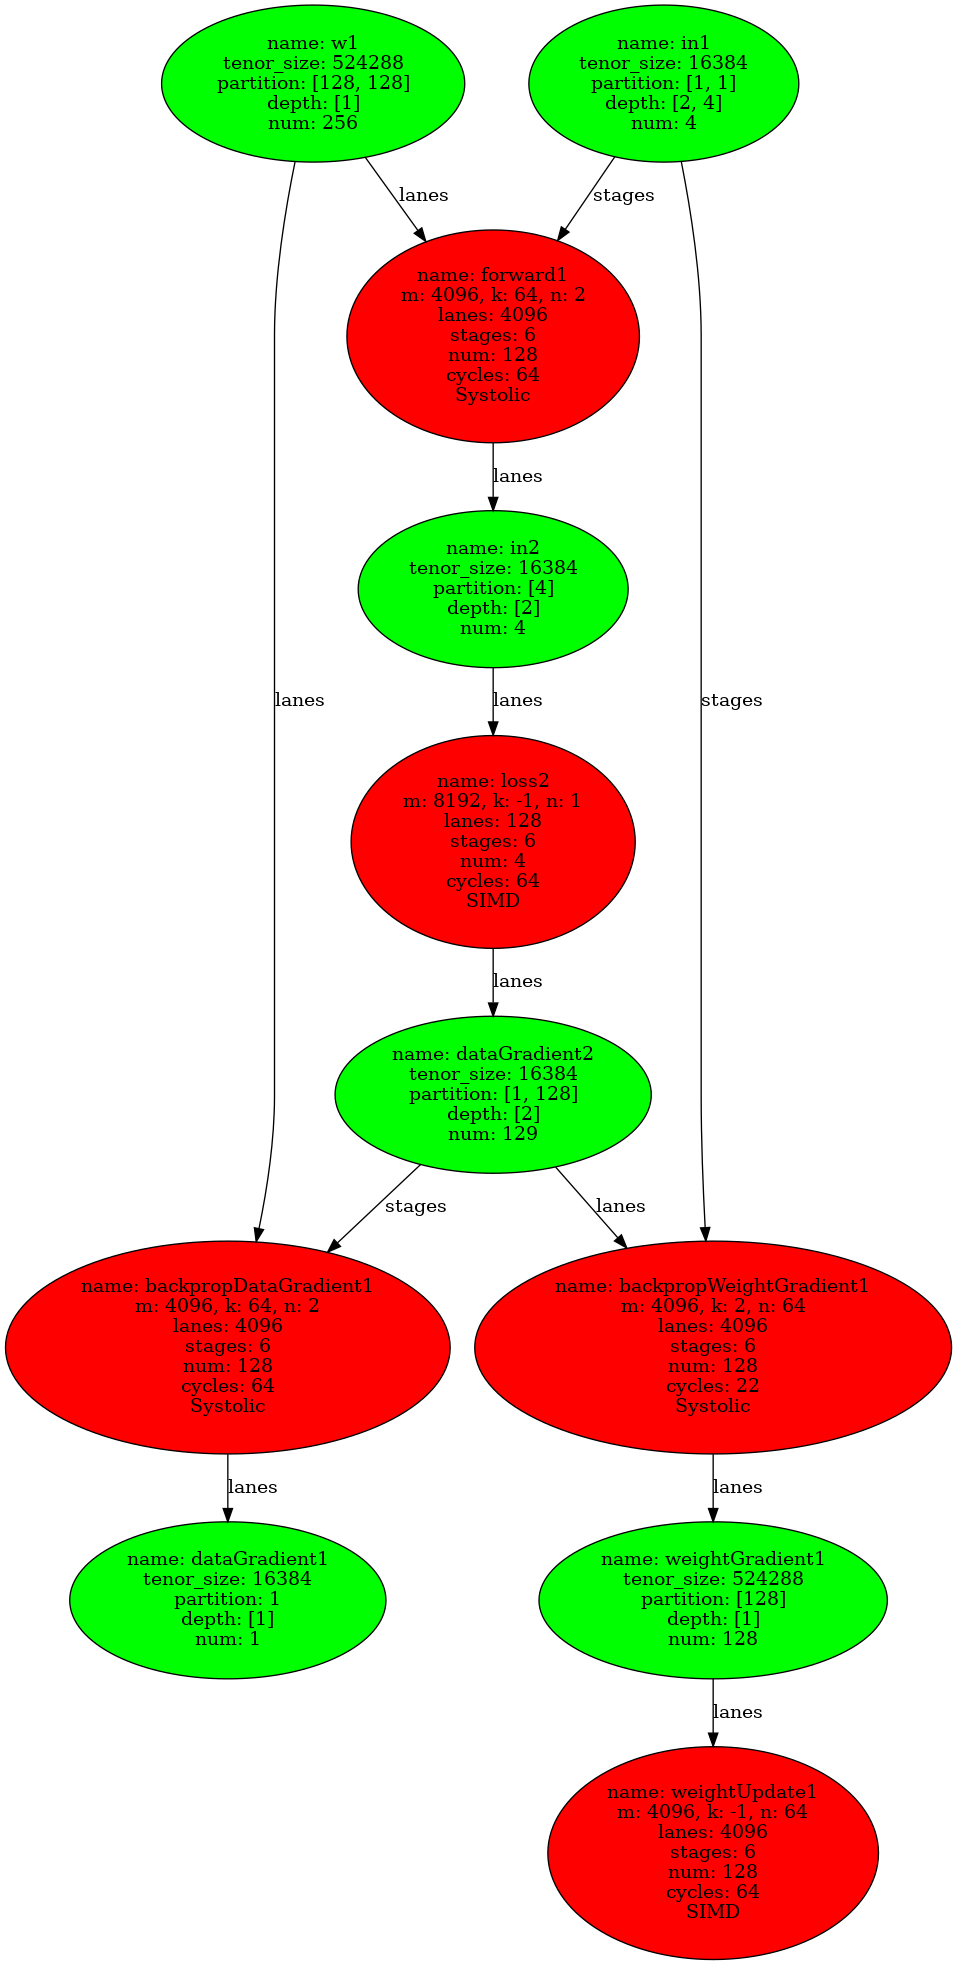 name: w1
tenor_size: 524288
partition: [128, 128]
depth: [1]
num: 256
name: in1
tenor_size: 16384
partition: [1, 1]
depth: [2, 4]
num: 4
lanes
stages
name: forward1
m: 4096, k: 64, n: 2
lanes: 4096
stages: 6
num: 128
cycles: 64
Systolic
lanes
name: in2
tenor_size: 16384
partition: [4]
depth: [2]
num: 4
lanes
lanes
stages
name: loss2
m: 8192, k: -1, n: 1
lanes: 128
stages: 6
num: 4
cycles: 64
SIMD
lanes
name: dataGradient2
tenor_size: 16384
partition: [1, 128]
depth: [2]
num: 129
stages
lanes
name: backpropDataGradient1
m: 4096, k: 64, n: 2
lanes: 4096
stages: 6
num: 128
cycles: 64
Systolic
name: backpropWeightGradient1
m: 4096, k: 2, n: 64
lanes: 4096
stages: 6
num: 128
cycles: 22
Systolic
lanes
lanes
name: dataGradient1
tenor_size: 16384
partition: 1
depth: [1]
num: 1
name: weightGradient1
tenor_size: 524288
partition: [128]
depth: [1]
num: 128
lanes
name: weightUpdate1
m: 4096, k: -1, n: 64
lanes: 4096
stages: 6
num: 128
cycles: 64
SIMD